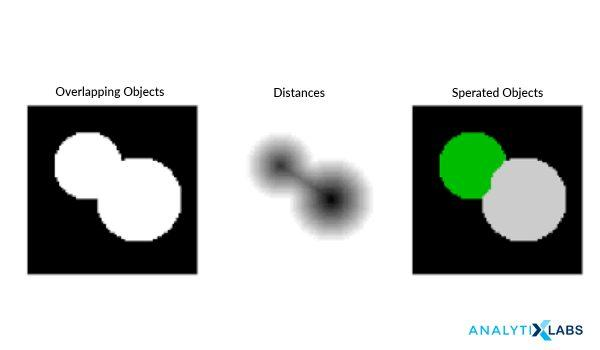 Overlapping Objects
Distances
Sperated Objects
ANALYTIXLABS